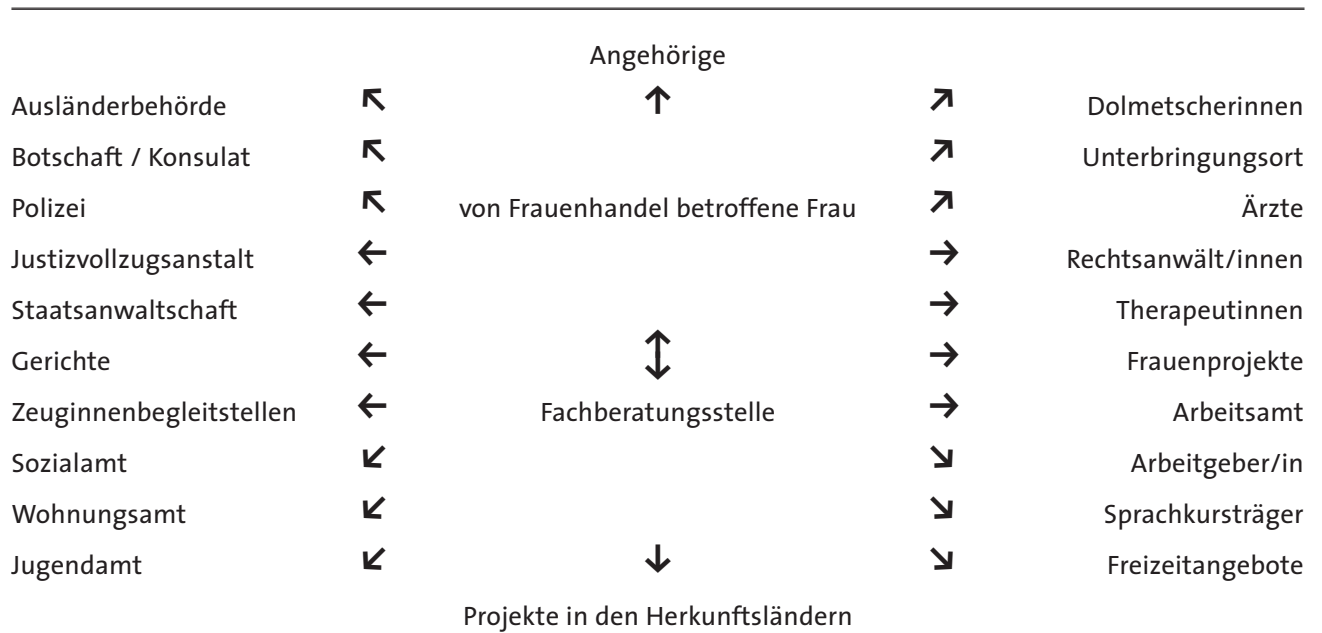 Angehörige
Ausländerbehörde ↖ ↑ ↗ Dolmetscherinnen
Botschaft / Konsulat ↖ ↗ Unterbringungsort
Polizei ↖ von Frauenhandel betroffene Frau ↗ Ärzte
Justizvollzugsanstalt ← → Rechtsanwält/innen
Staatsanwaltschaft ← → Therapeutinnen
Gerichte ← ↕ → Frauenprojekte
Zeuginnenbegleitstellen ← Fachberatungsstelle → Arbeitsamt
Sozialamt ↙ ↘ Arbeitgeber/in
Wohnungsamt ↙ ↘ Sprachkursträger
Jugendamt ↙ ↓ ↘ Freizeitangebote
Projekte in den Herkunftsländern